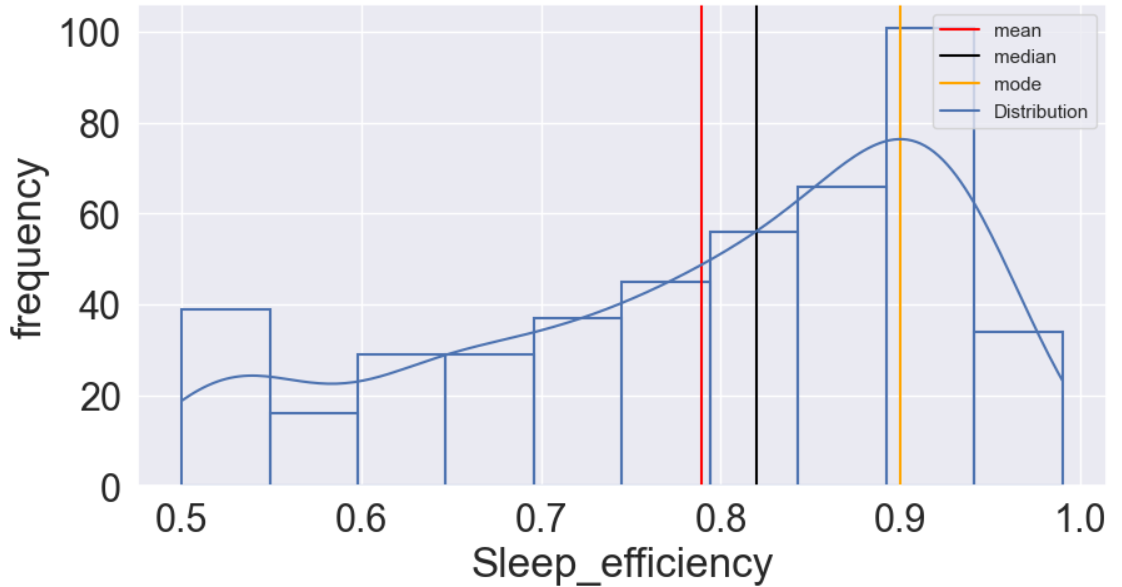 mean
median
mode
Distribution
100
80
60
40
20
0
frequency
0.5 0.6 0.7 0.8 0.9 1.0
Sleep_efficiency